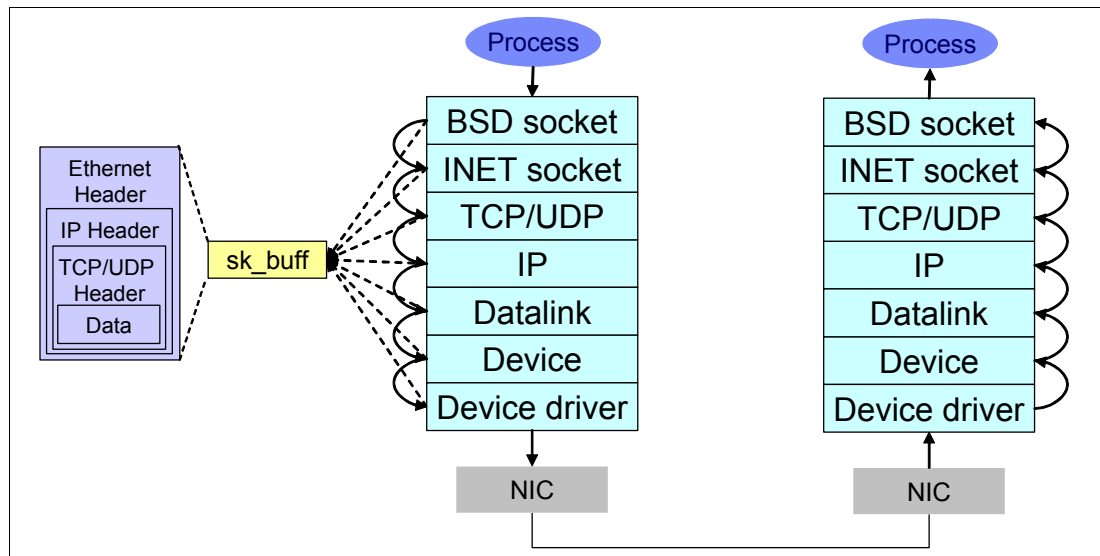 Process
BSD socket
INET socket
TCP/UDP
IP
Datalink
Device
Device driver
NIC
Ethernet
Header
IP Header
TCP/UDP
Header
Data
sk_buff
Process
BSD socket
INET socket
TCP/UDP
IP
Datalink
Device
Device driver
NIC